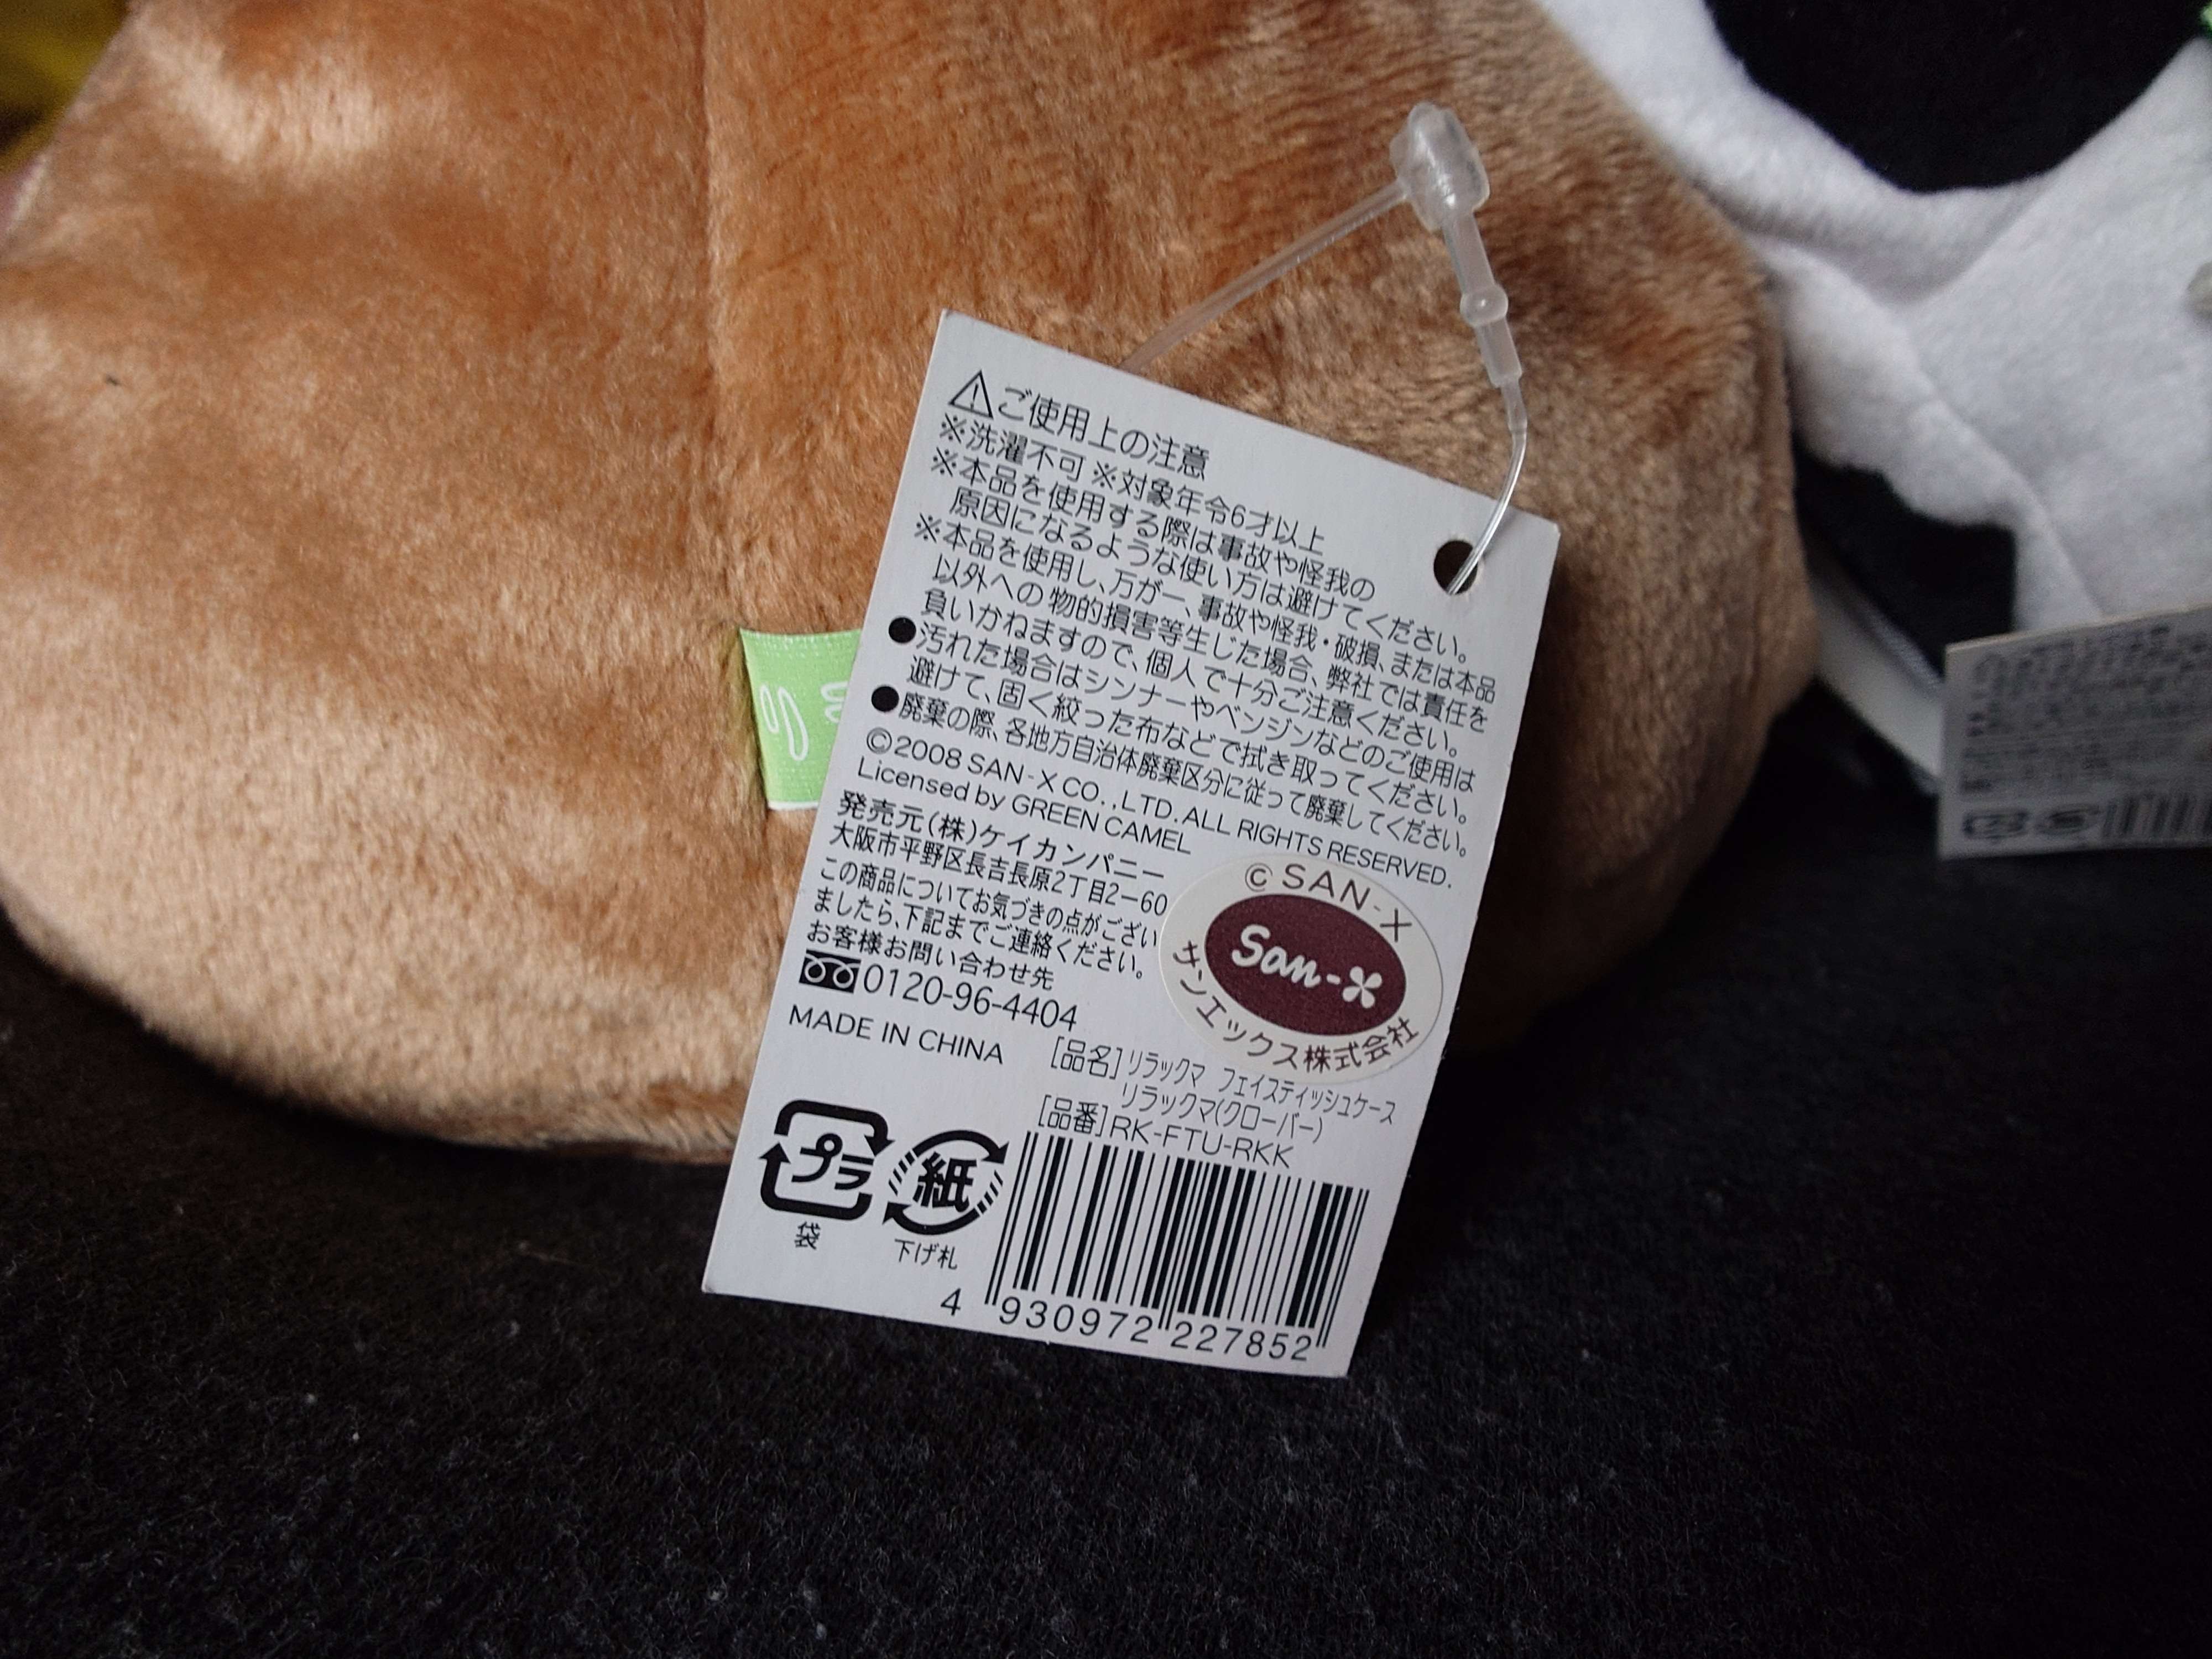 ⚠ご使用上の注意
※洗濯不可 ※対象年令6才以上
※本品を使用する際は事故や怪我の
原因になるような使い方は避けてください。
※本品を使用し、万が一、事故や怪我・破損、または本品
以外への物的損害等生じた場合、弊社では責任を
負いかねますので、個人で十分ご注意ください。
●汚れた場合はシンナーやベンジンなどのご使用は
避けて、固く絞った布などで拭き取ってください。
●廃棄の際、各地方自治体廃棄区分に従って廃棄してください。
©2008 SAN-X CO.,LTD. ALL RIGHTS RESERVED.
Licensed by GREEN CAMEL
発売元(株)ケイカンパニー
大阪市平野区長吉長原2丁目2-60
この商品についてお気づきの点がござい
ましたら、下記までご連絡ください。
お客様お問い合わせ先
0120-96-4404
MADE IN CHINA
© SAN-X
San-X
サンエックス株式会社
[品名]リラックマ フェイスティッシュケース
リラックマ(クローバー)
[品番]RK-FTU-RKK
プラ
袋
紙
下げ札
4 930972 227852